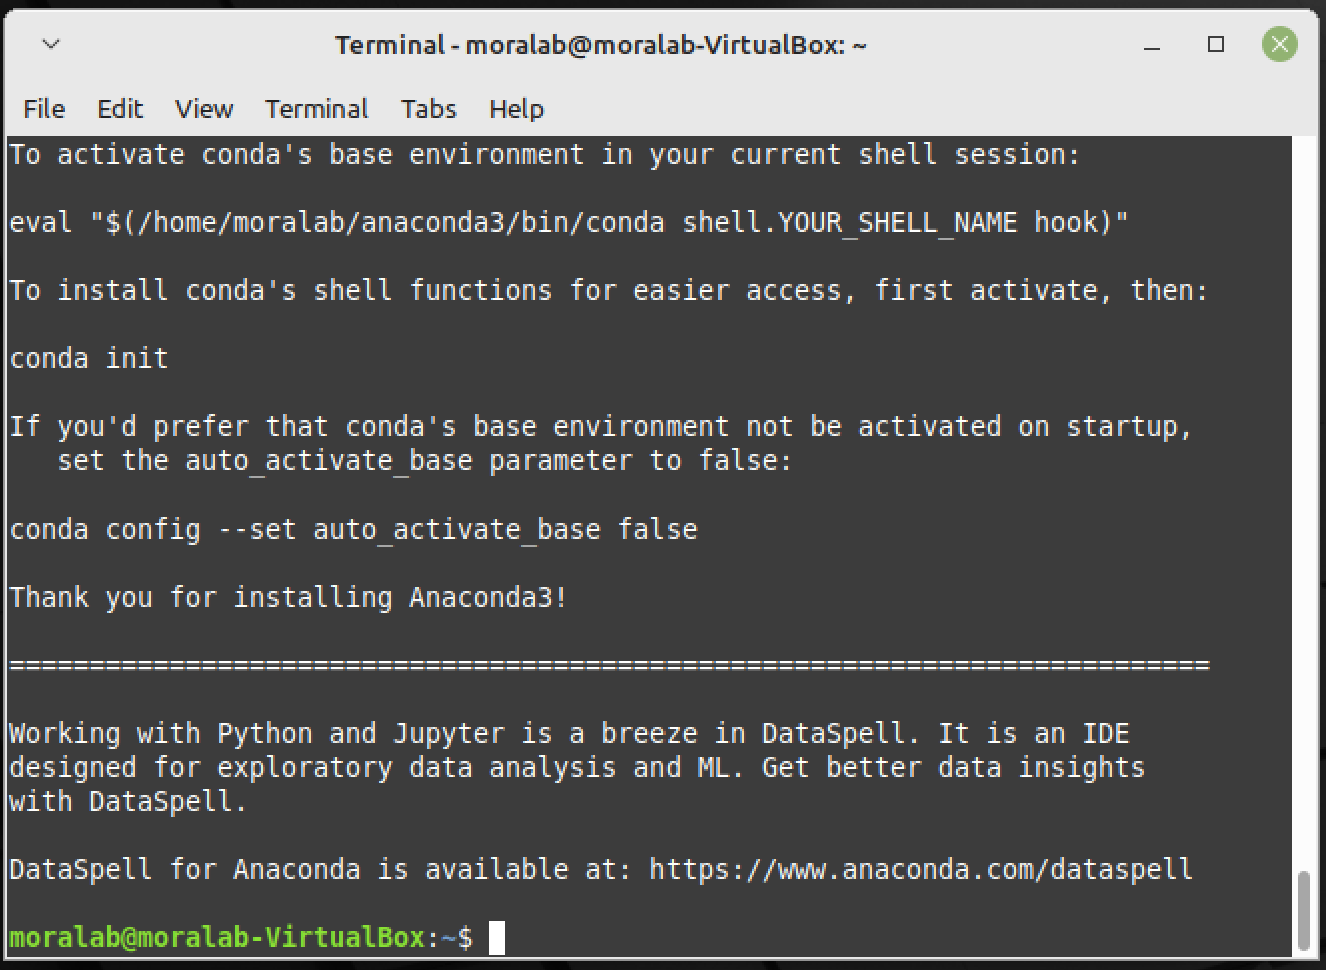 Terminal - moralab@moralab-VirtualBox: ~
File Edit View Terminal Tabs Help
To activate conda's base environment in your current shell session:
eval "$(/home/moralab/anaconda3/bin/conda shell.YOUR_SHELL_NAME hook)"
To install conda's shell functions for easier access, first activate, then:
conda init
If you'd prefer that conda's base environment not be activated on startup,
   set the auto_activate_base parameter to false:
conda config --set auto_activate_base false
Thank you for installing Anaconda3!
===========================================================================
Working with Python and Jupyter is a breeze in DataSpell. It is an IDE
designed for exploratory data analysis and ML. Get better data insights
with DataSpell.
DataSpell for Anaconda is available at: https://www.anaconda.com/dataspell
moralab@moralab-VirtualBox:~$